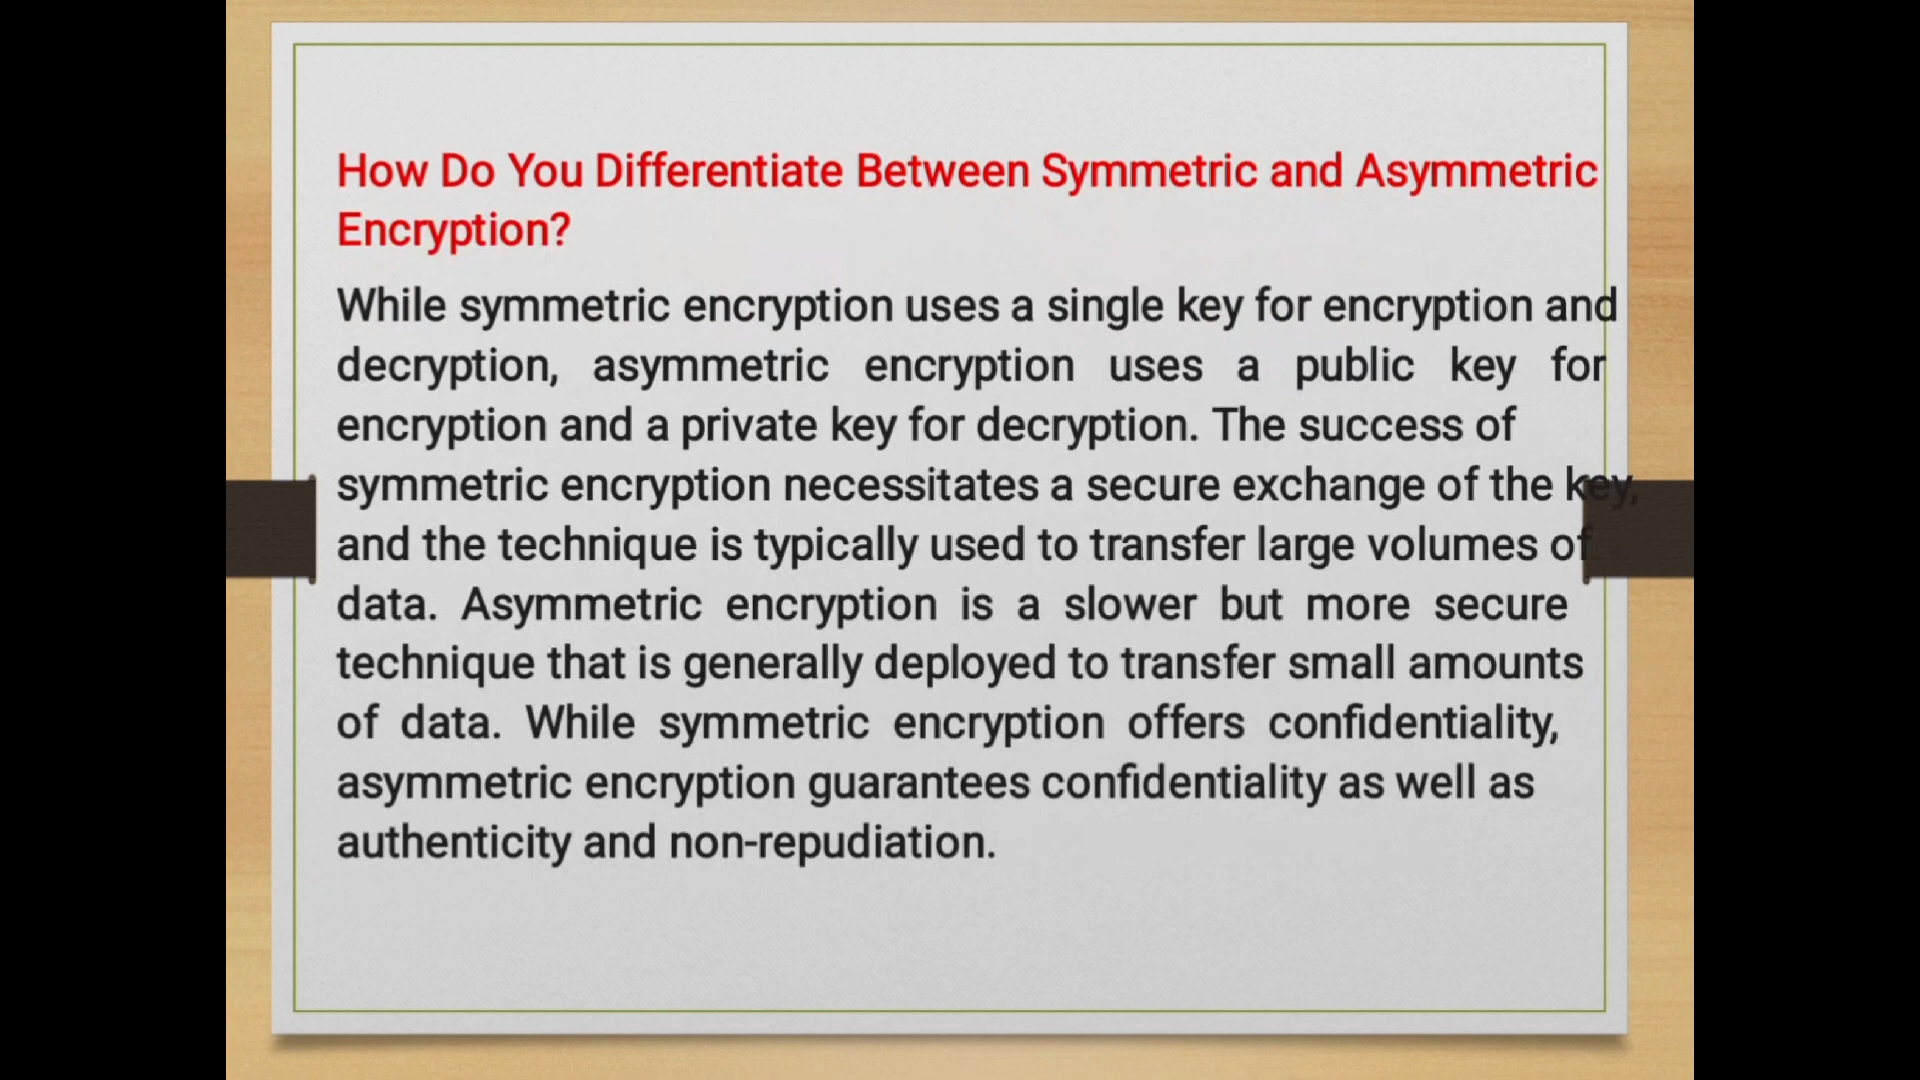 How Do You Differentiate Between Symmetric and Asymmetric
Encryption?
While symmetric encryption uses a single key for encryption and
decryption, asymmetric encryption uses a public key for
encryption and a private key for decryption. The success of
symmetric encryption necessitates a secure exchange of the key,
and the technique is typically used to transfer large volumes of
data. Asymmetric encryption is a slower but more secure
technique that is generally deployed to transfer small amounts
of data. While symmetric encryption offers confidentiality,
asymmetric encryption guarantees confidentiality as well as
authenticity and non-repudiation.